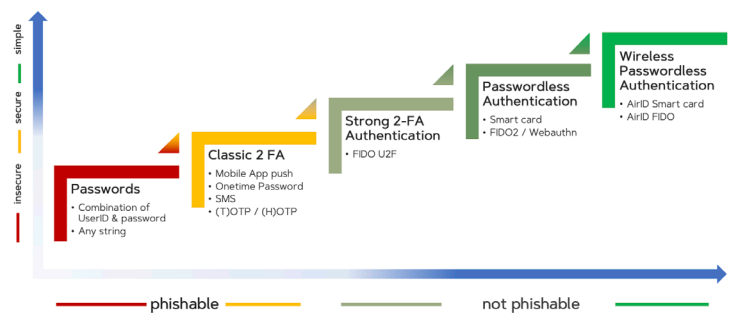 simple
secure
insecure
Passwords
• Combination of
UserID & password
• Any string
Classic 2 FA
• Mobile App push
• Onetime Password
• SMS
• (T)OTP / (H)OTP
Strong 2-FA
Authentication
• FIDO U2F
Passwordless
Authentication
• Smart card
• FIDO2 / Webauthn
Wireless
Passwordless
Authentication
• AirID Smart card
• AirID FIDO
phishable
not phishable